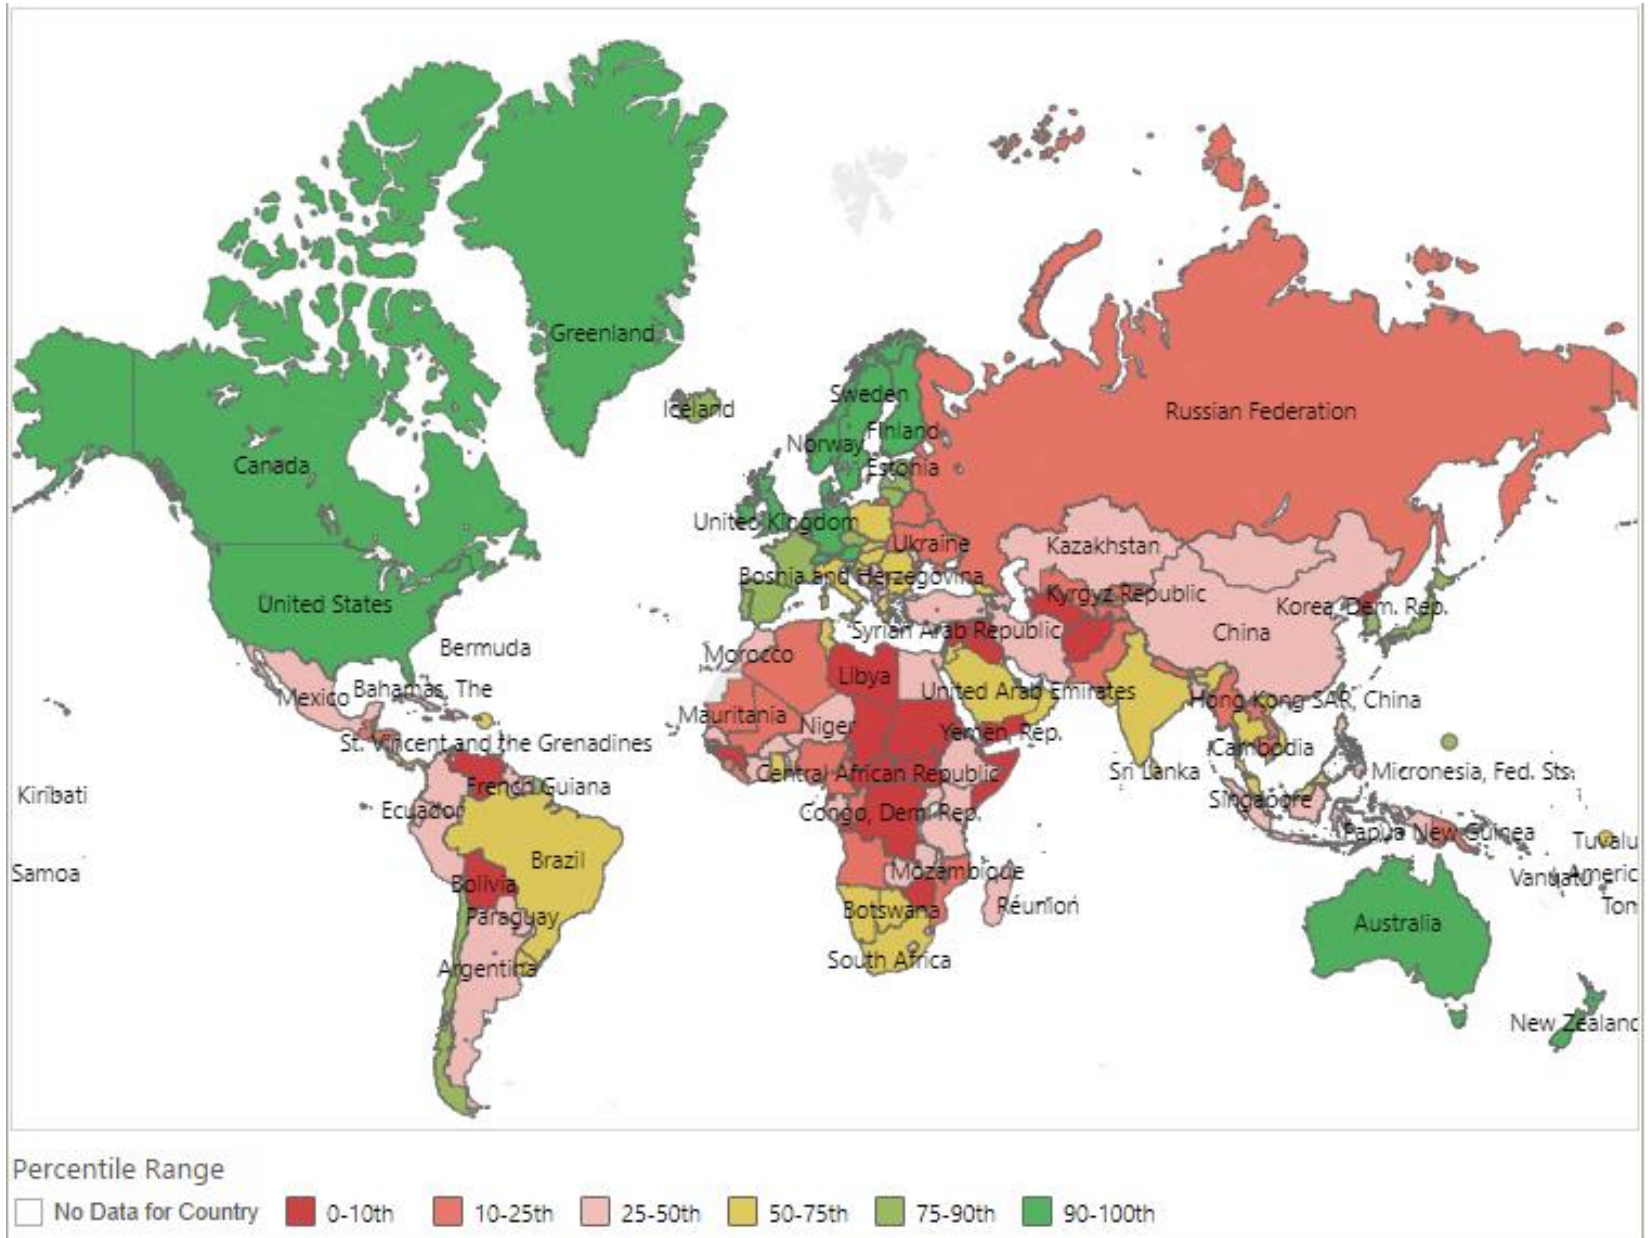 Greenland
Sweden
Iceland
Russian Federation
Finland
Norway
Canada
Estonia
United Kingdom
Ukraine
Kazakhstan
Bosnia and Herzegovina
Kyrgyz Republic
United States
Korea, Dem. Rep.
Syrian Arab Republic
China
Bermuda
Morocco
Libya
Bahamas, The
United Arab Emirates
Mexico
Hong Kong SAR, China
Mauritania
Niger
Yemen, Rep.
St. Vincent and the Grenadines
Cambodia
Central African Republic
Sri Lanka
Micronesia, Fed. Sts.
French Guiana
Kiribati
Singapore
Ecuador
Congo, Dem. Rep.
Papua New Guinea
Tuvalu
Brazil
Samoa
Mozambique
Americ
Bolivia
Vanuatu
Réunion
Ton
Botswana
Paraguay
Australia
South Africa
Argentina
New Zealand
Percentile Range
No Data for Country 0-10th 10-25th 25-50th 50-75th 75-90th 90-100th